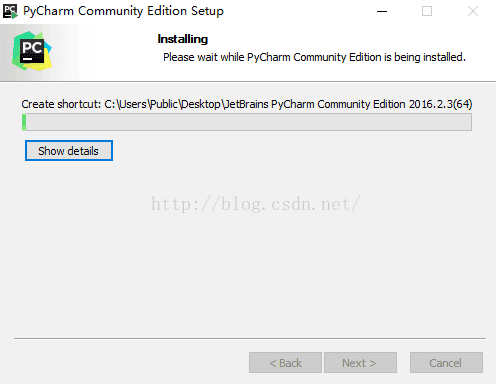 PyCharm Community Edition Setup
PC
Installing
Please wait while PyCharm Community Edition is being installed.
Create shortcut: C:\Users\Public\Desktop\JetBrains PyCharm Community Edition 2016.2.3(64)
Show details
http://blog.csdn.net/
< Back
Next >
Cancel